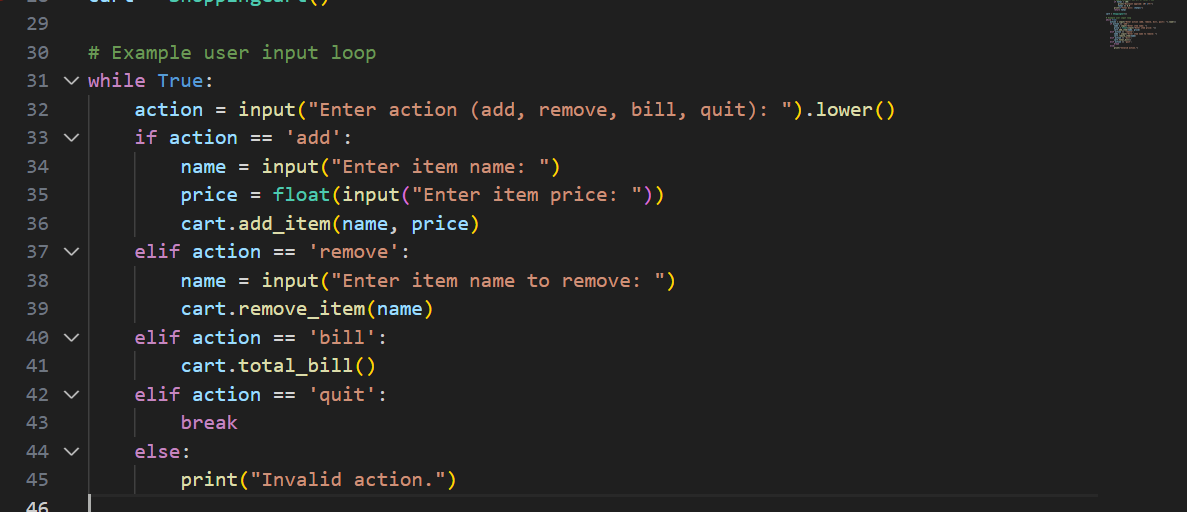 29
30 # Example user input loop
31 while True:
32     action = input("Enter action (add, remove, bill, quit): ").lower()
33     if action == 'add':
34         name = input("Enter item name: ")
35         price = float(input("Enter item price: "))
36         cart.add_item(name, price)
37     elif action == 'remove':
38         name = input("Enter item name to remove: ")
39         cart.remove_item(name)
40     elif action == 'bill':
41         cart.total_bill()
42     elif action == 'quit':
43         break
44     else:
45         print("Invalid action.")
46